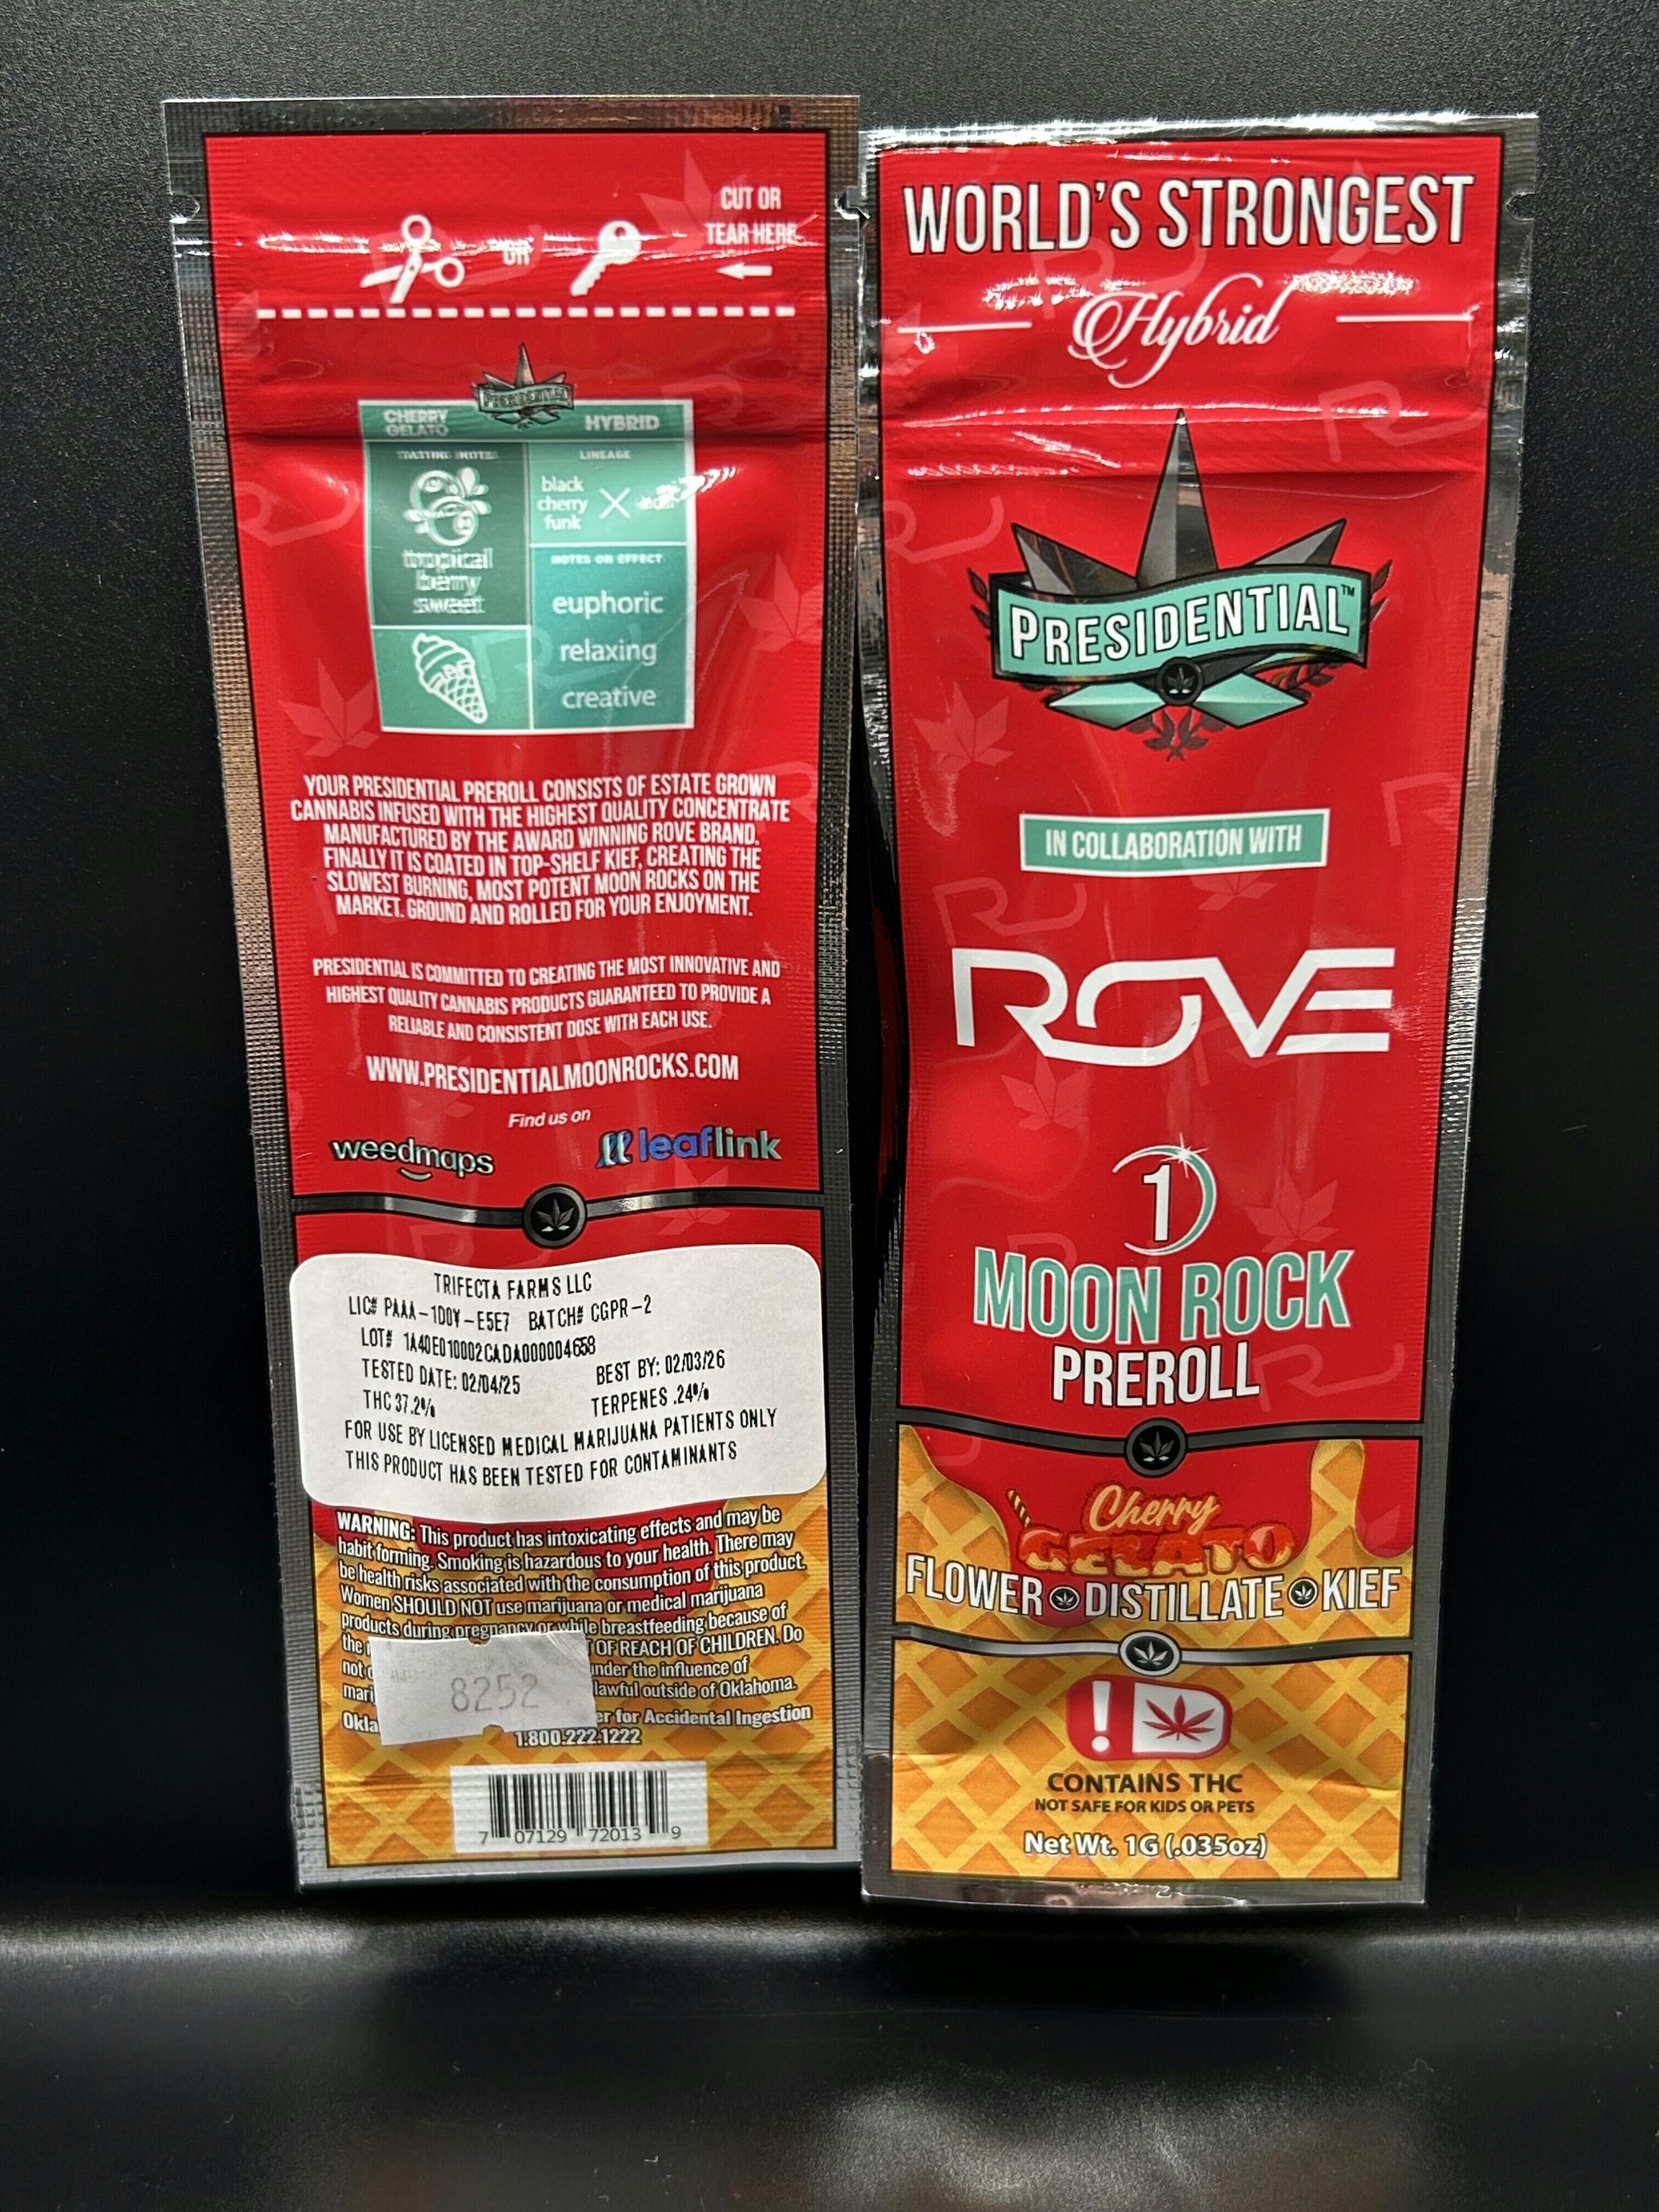 CUT OR
TEAR HERE
OR
PRESIDENTIAL
CHERRY
GELATO
HYBRID
TASTING NOTES
tropical
berry
sweet
LINEAGE
black
cherry
funk
X
NOTES ON EFFECT
euphoric
relaxing
creative
YOUR PRESIDENTIAL PREROLL CONSISTS OF ESTATE GROWN
CANNABIS INFUSED WITH THE HIGHEST QUALITY CONCENTRATE
MANUFACTURED BY THE AWARD WINNING ROVE BRAND.
FINALLY IT IS COATED IN TOP-SHELF KIEF, CREATING THE
SLOWEST BURNING, MOST POTENT MOON ROCKS ON THE
MARKET. GROUND AND ROLLED FOR YOUR ENJOYMENT.
PRESIDENTIAL IS COMMITTED TO CREATING THE MOST INNOVATIVE AND
HIGHEST QUALITY CANNABIS PRODUCTS GUARANTEED TO PROVIDE A
RELIABLE AND CONSISTENT DOSE WITH EACH USE.
WWW.PRESIDENTIALMOONROCKS.COM
Find us on
weedmaps leaflink
TRIFECTA FARMS LLC
LIC# PAAA-1DOY-E5E7 BATCH# CGPR-2
LOT# 1A40E010002CADA000004658
TESTED DATE: 02/04/25 BEST BY: 02/03/26
THC 37.2% TERPENES .24%
FOR USE BY LICENSED MEDICAL MARIJUANA PATIENTS ONLY
THIS PRODUCT HAS BEEN TESTED FOR CONTAMINANTS
WARNING: This product has intoxicating effects and may be
habit forming. Smoking is hazardous to your health. There may
be health risks associated with the consumption of this product.
Women SHOULD NOT use marijuana or medical marijuana
products during pregnancy or while breastfeeding because of
the OF REACH OF CHILDREN. Do
not under the influence of
lawful outside of Oklahoma.
for Accidental Ingestion
1.800.222.1222
8252
7 07129 72013 9
WORLD'S STRONGEST
Hybrid
PRESIDENTIAL™
IN COLLABORATION WITH
ROVE
1
MOON ROCK
PREROLL
Cherry
GELATO
FLOWER DISTILLATE KIEF
!
CONTAINS THC
NOT SAFE FOR KIDS OR PETS
Net Wt. 1G (.035oz)